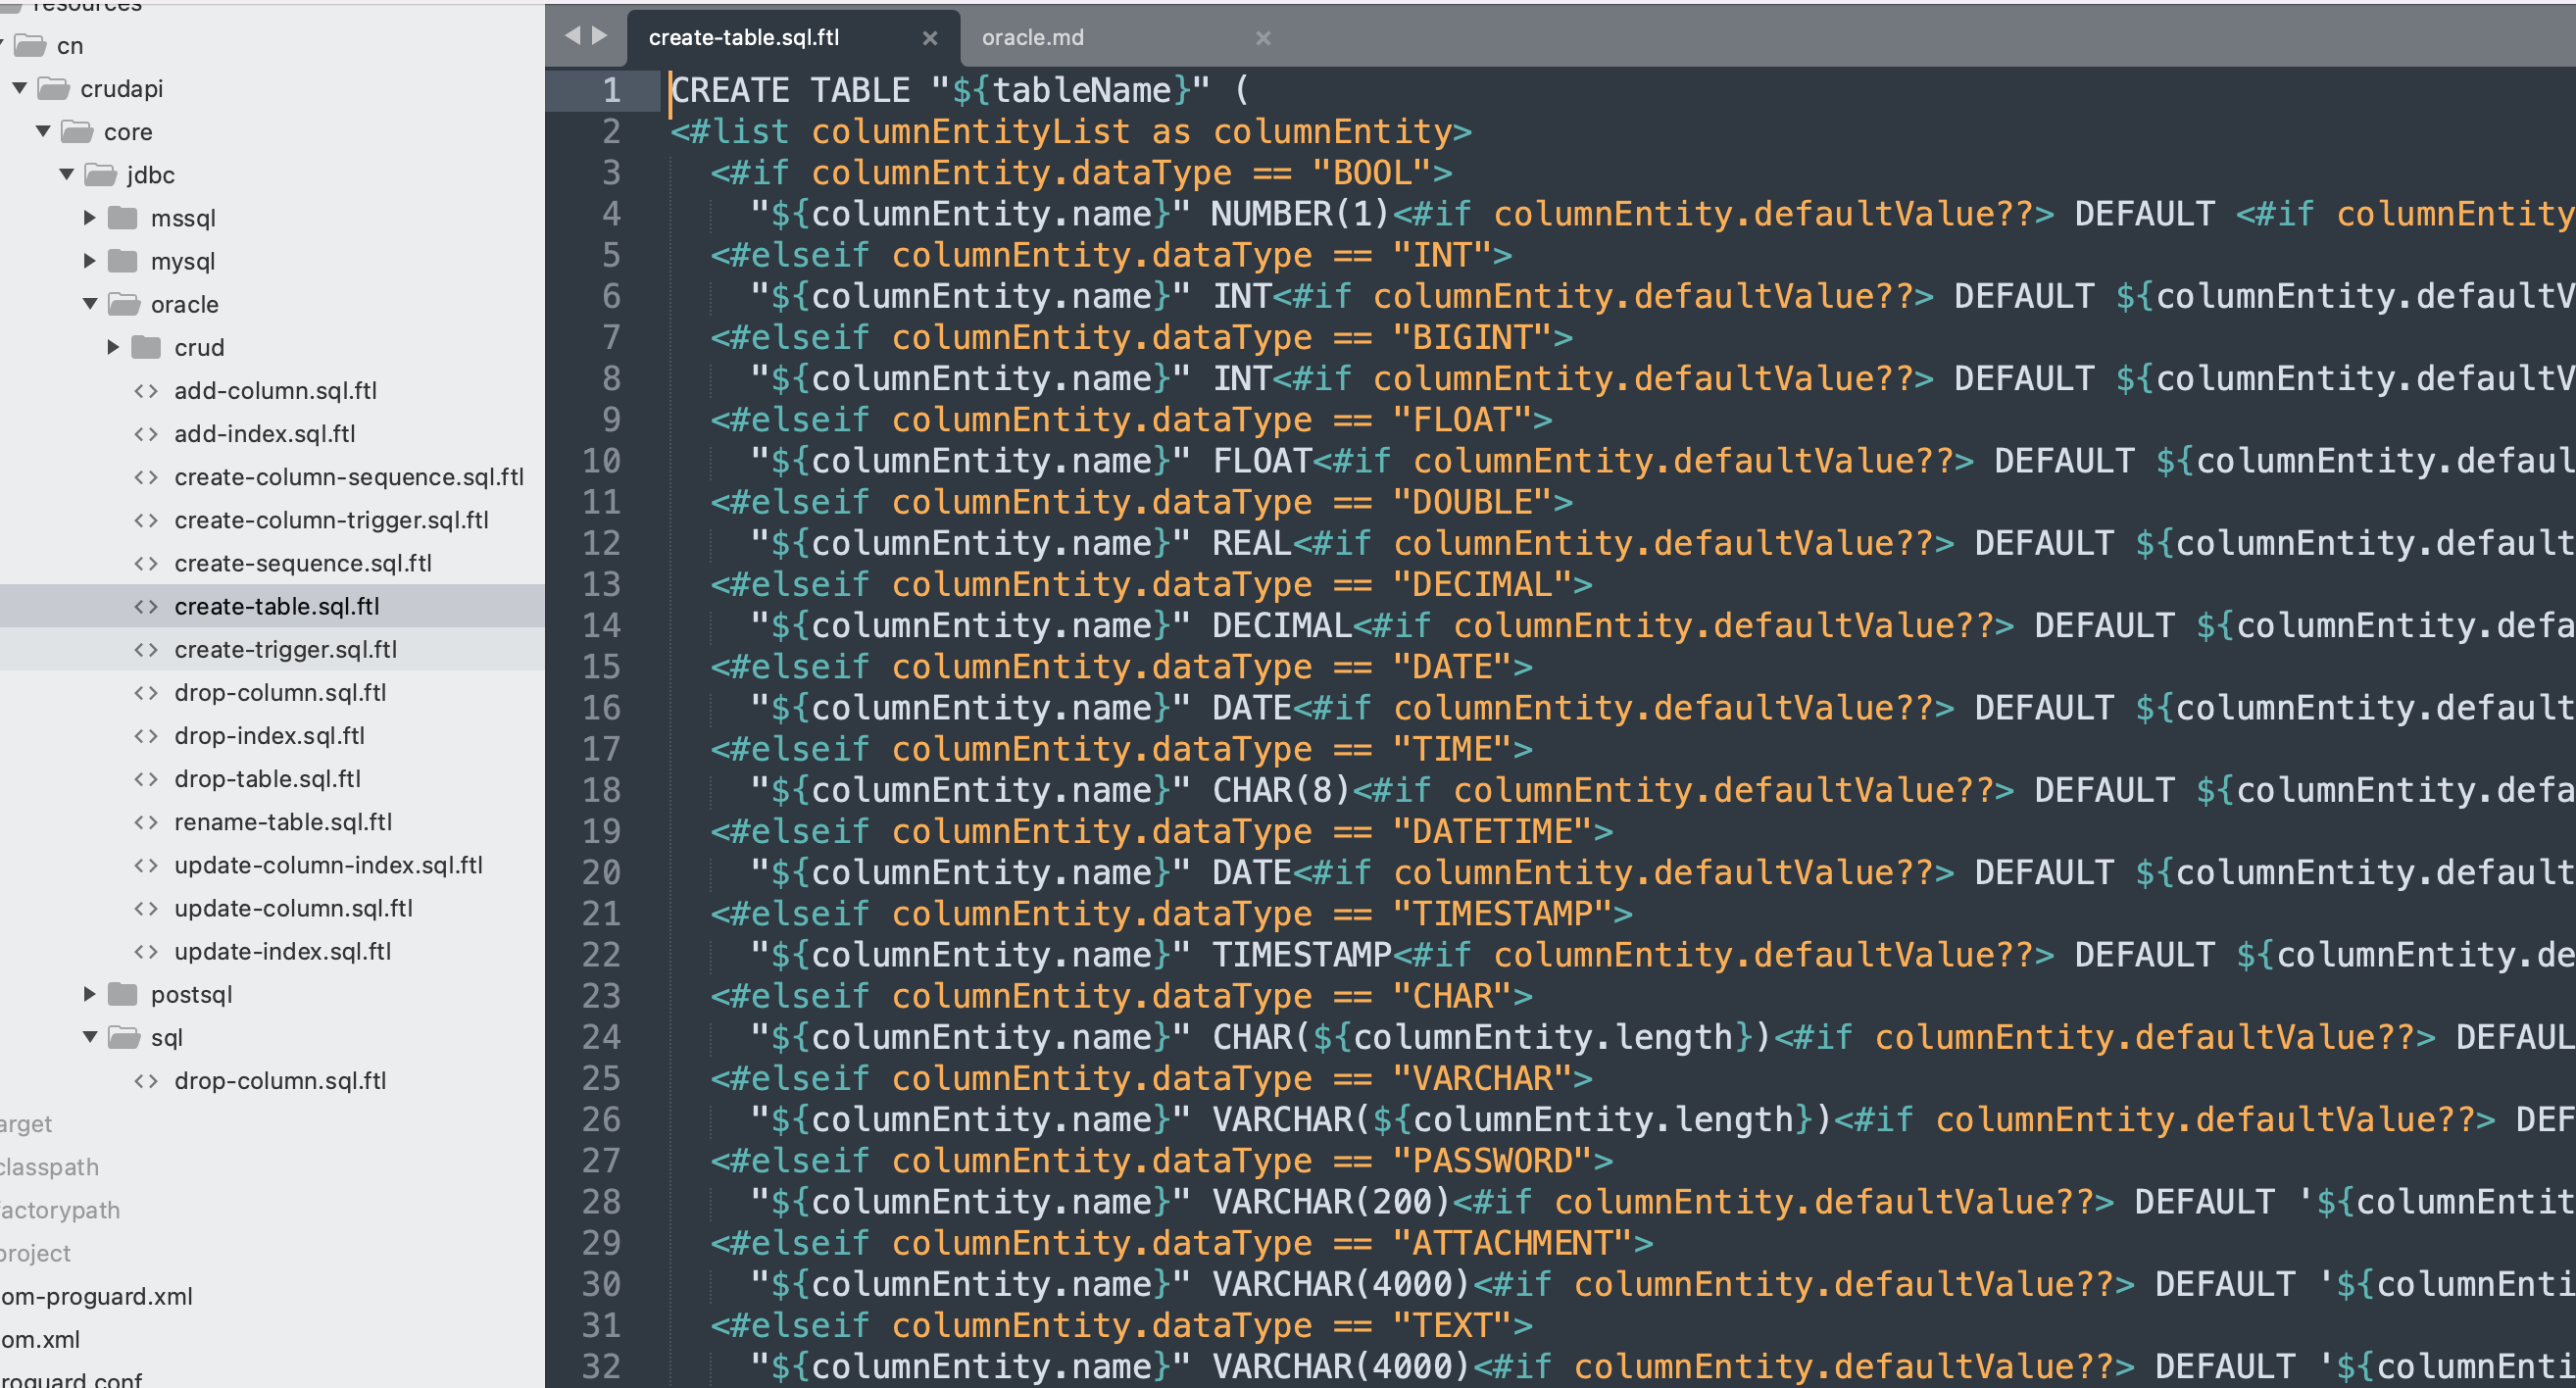 resources
cn
crudapi
core
jdbc
mssql
mysql
oracle
crud
add-column.sql.ftl
add-index.sql.ftl
create-column-sequence.sql.ftl
create-column-trigger.sql.ftl
create-sequence.sql.ftl
create-table.sql.ftl
create-trigger.sql.ftl
drop-column.sql.ftl
drop-index.sql.ftl
drop-table.sql.ftl
rename-table.sql.ftl
update-column-index.sql.ftl
update-column.sql.ftl
update-index.sql.ftl
postsql
sql
drop-column.sql.ftl
arget
classpath
factorypath
project
om-proguard.xml
om.xml
roguard.conf
create-table.sql.ftl × oracle.md ×
1 CREATE TABLE "${tableName}" (
2 <#list columnEntityList as columnEntity>
3 <#if columnEntity.dataType == "BOOL">
4 "${columnEntity.name}" NUMBER(1)<#if columnEntity.defaultValue??> DEFAULT <#if columnEntity
5 <#elseif columnEntity.dataType == "INT">
6 "${columnEntity.name}" INT<#if columnEntity.defaultValue??> DEFAULT ${columnEntity.defaultV
7 <#elseif columnEntity.dataType == "BIGINT">
8 "${columnEntity.name}" INT<#if columnEntity.defaultValue??> DEFAULT ${columnEntity.defaultV
9 <#elseif columnEntity.dataType == "FLOAT">
10 "${columnEntity.name}" FLOAT<#if columnEntity.defaultValue??> DEFAULT ${columnEntity.defaul
11 <#elseif columnEntity.dataType == "DOUBLE">
12 "${columnEntity.name}" REAL<#if columnEntity.defaultValue??> DEFAULT ${columnEntity.default
13 <#elseif columnEntity.dataType == "DECIMAL">
14 "${columnEntity.name}" DECIMAL<#if columnEntity.defaultValue??> DEFAULT ${columnEntity.defa
15 <#elseif columnEntity.dataType == "DATE">
16 "${columnEntity.name}" DATE<#if columnEntity.defaultValue??> DEFAULT ${columnEntity.default
17 <#elseif columnEntity.dataType == "TIME">
18 "${columnEntity.name}" CHAR(8)<#if columnEntity.defaultValue??> DEFAULT ${columnEntity.defa
19 <#elseif columnEntity.dataType == "DATETIME">
20 "${columnEntity.name}" DATE<#if columnEntity.defaultValue??> DEFAULT ${columnEntity.default
21 <#elseif columnEntity.dataType == "TIMESTAMP">
22 "${columnEntity.name}" TIMESTAMP<#if columnEntity.defaultValue??> DEFAULT ${columnEntity.de
23 <#elseif columnEntity.dataType == "CHAR">
24 "${columnEntity.name}" CHAR(${columnEntity.length})<#if columnEntity.defaultValue??> DEFAUL
25 <#elseif columnEntity.dataType == "VARCHAR">
26 "${columnEntity.name}" VARCHAR(${columnEntity.length})<#if columnEntity.defaultValue??> DEF
27 <#elseif columnEntity.dataType == "PASSWORD">
28 "${columnEntity.name}" VARCHAR(200)<#if columnEntity.defaultValue??> DEFAULT '${columnEntit
29 <#elseif columnEntity.dataType == "ATTACHMENT">
30 "${columnEntity.name}" VARCHAR(4000)<#if columnEntity.defaultValue??> DEFAULT '${columnEnti
31 <#elseif columnEntity.dataType == "TEXT">
32 "${columnEntity.name}" VARCHAR(4000)<#if columnEntity.defaultValue??> DEFAULT '${columnEnti